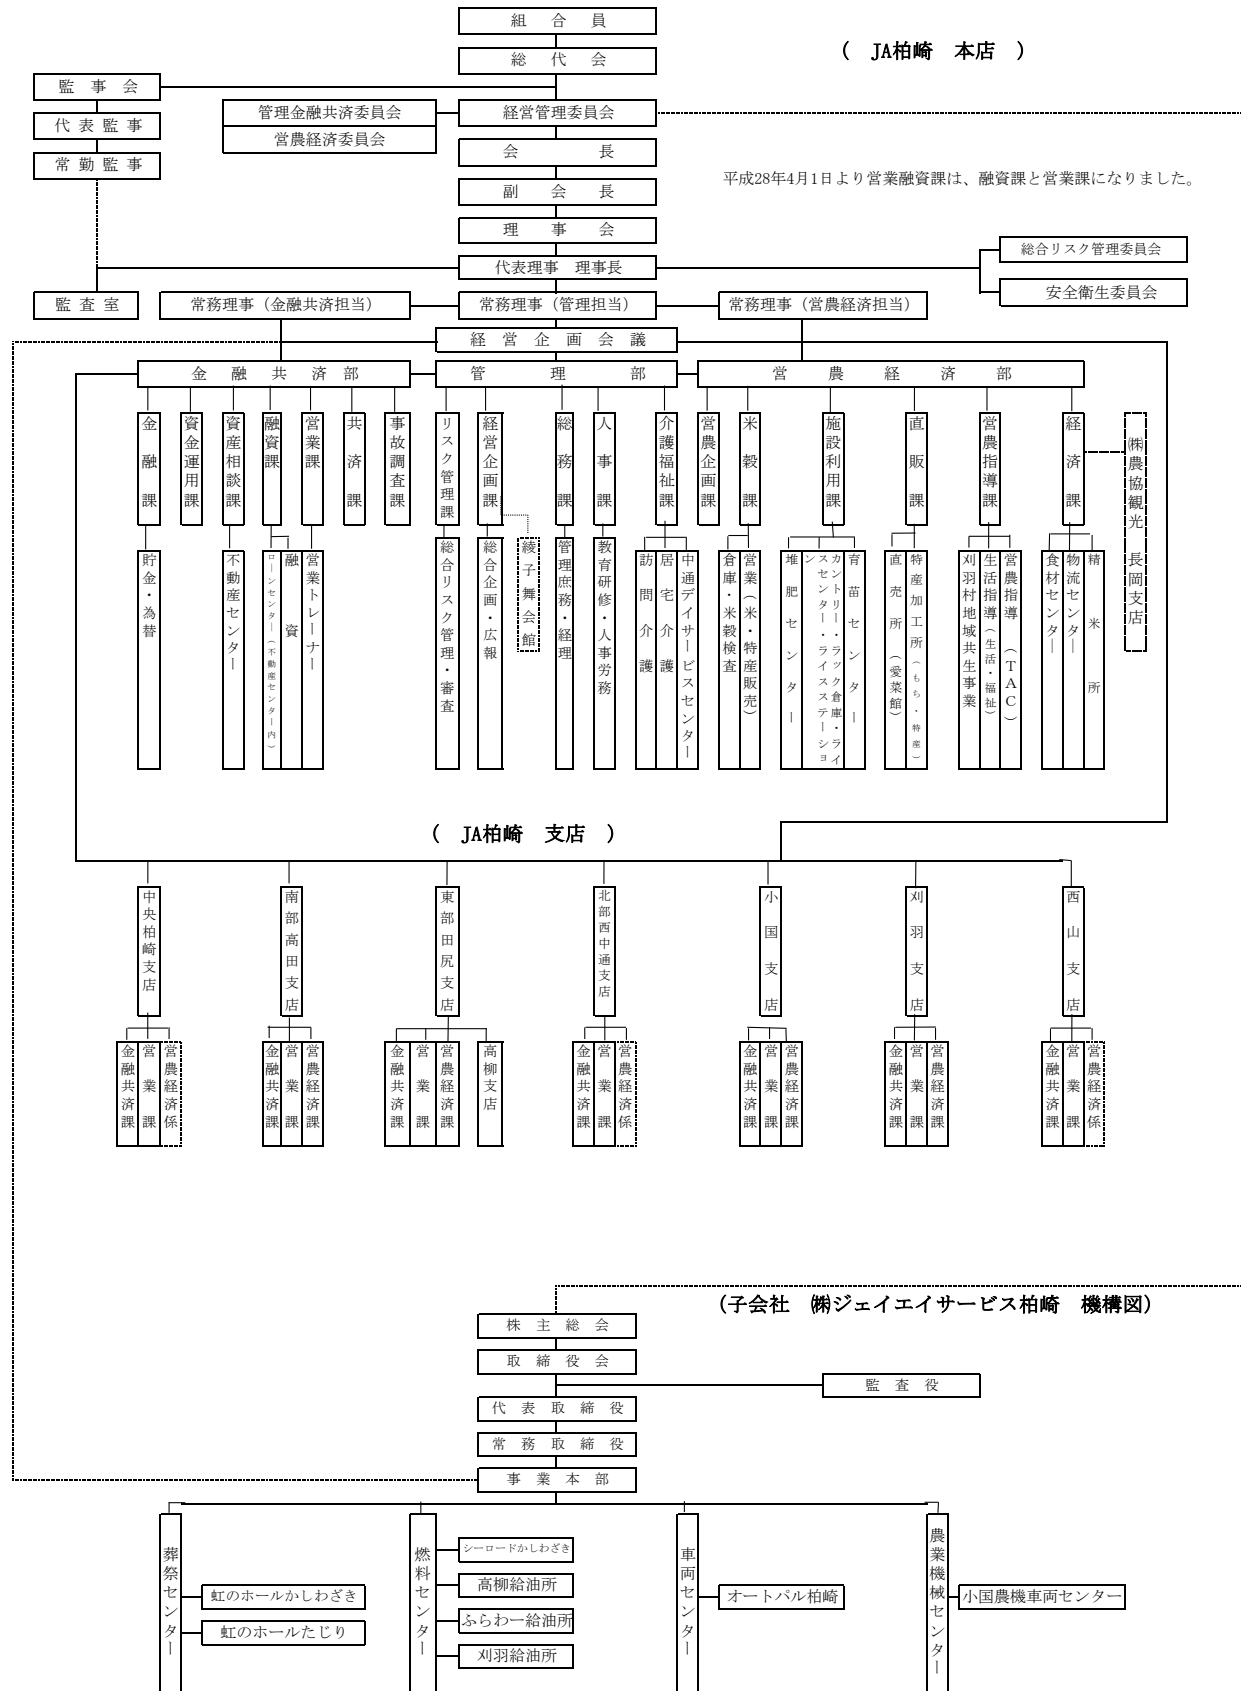 組合員
( JA柏崎 本店 )
総代会
監事会
管理金融共済委員会
経営管理委員会
代表監事
営農経済委員会
会長
常勤監事
平成28年4月1日より営業融資課は、融資課と営業課になりました。
副会長
理事会
総合リスク管理委員会
代表理事 理事長
安全衛生委員会
監査室
常務理事（金融共済担当）
常務理事（管理担当）
常務理事（営農経済担当）
経営企画会議
金融共済部
管理部
営農経済部
金融課
資金運用課
資産相談課
融資課
営業課
共済課
事故調査課
リスク管理課
経営企画課
総務課
人事課
介護福祉課
営農企画課
米穀課
施設利用課
直販課
営農指導課
経済課
㈱農協観光 長岡支店
貯金・為替
不動産センター
ローンセンター（不動産センター内）
融資
営業トレーナー
総合リスク管理・審査
総合企画・広報
綾子舞会館
管理庶務・経理
教育研修・人事労務
訪問介護
居宅介護
中通デイサービスセンター
倉庫・米穀検査
営業（米・特産販売）
堆肥センター
カントリー・ラック倉庫・ライ
スセンター・ライスステーショ
ン
育苗センター
直売所（愛菜館）
特産加工所（もち・特産）
刈羽村地域共生事業
生活指導（生活・福祉）
営農指導（TAC）
食材センター
物流センター
精米所
( JA柏崎 支店 )
中央柏崎支店
南部高田支店
東部田尻支店
北部西中通支店
小国支店
刈羽支店
西山支店
金融共済課
営業課
営農経済係
金融共済課
営業課
営農経済課
金融共済課
営業課
営農経済課
高柳支店
金融共済課
営業課
営農経済係
金融共済課
営業課
営農経済課
金融共済課
営業課
営農経済課
金融共済課
営業課
営農経済係
(子会社 ㈱ジェイエイサービス柏崎 機構図)
株主総会
取締役会
監査役
代表取締役
常務取締役
事業本部
葬祭センター
虹のホールかしわざき
虹のホールたじり
燃料センター
シーロードかしわざき
高柳給油所
ふらわー給油所
刈羽給油所
車両センター
オートパル柏崎
農業機械センター
小国農機車両センター